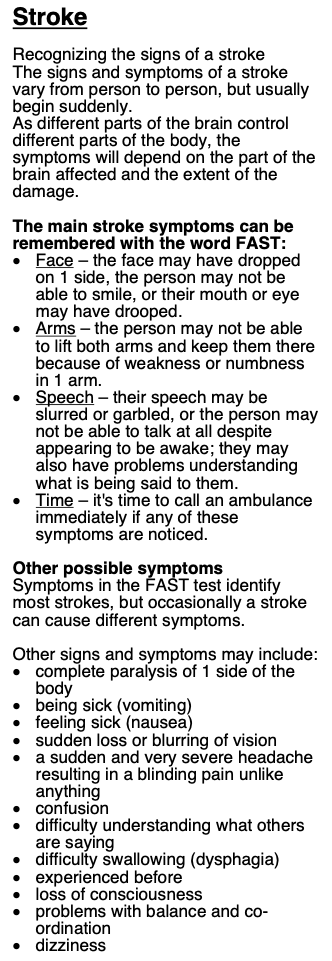 Stroke
Recognizing the signs of a stroke
The signs and symptoms of a stroke
vary from person to person, but usually
begin suddenly.
As different parts of the brain control
different parts of the body, the
symptoms will depend on the part of the
brain affected and the extent of the
damage.
The main stroke symptoms can be
remembered with the word FAST:
• Face – the face may have dropped
on 1 side, the person may not be
able to smile, or their mouth or eye
may have drooped.
• Arms – the person may not be able
to lift both arms and keep them there
because of weakness or numbness
in 1 arm.
• Speech – their speech may be
slurred or garbled, or the person may
not be able to talk at all despite
appearing to be awake; they may
also have problems understanding
what is being said to them.
• Time – it's time to call an ambulance
immediately if any of these
symptoms are noticed.
Other possible symptoms
Symptoms in the FAST test identify
most strokes, but occasionally a stroke
can cause different symptoms.
Other signs and symptoms may include:
• complete paralysis of 1 side of the
body
• being sick (vomiting)
• feeling sick (nausea)
• sudden loss or blurring of vision
• a sudden and very severe headache
resulting in a blinding pain unlike
anything
• confusion
• difficulty understanding what others
are saying
• difficulty swallowing (dysphagia)
• experienced before
• loss of consciousness
• problems with balance and co-
ordination
• dizziness